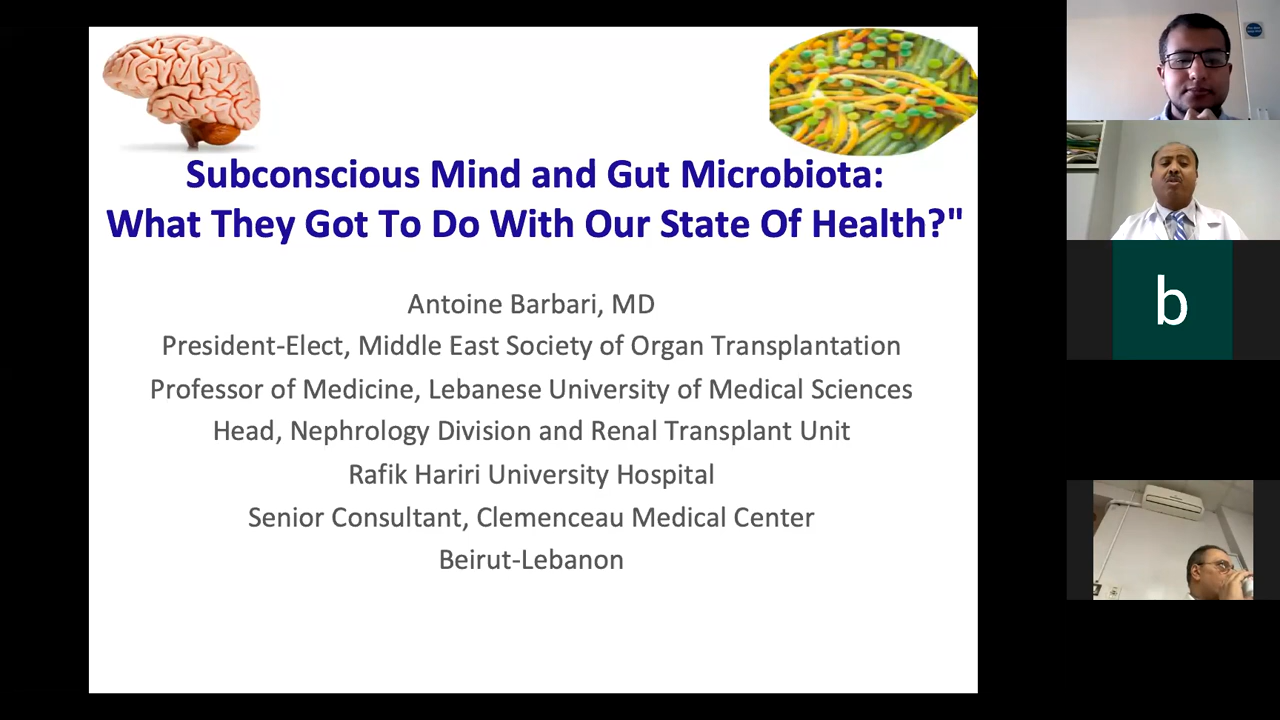 Subconscious Mind and Gut Microbiota:
What They Got To Do With Our State Of Health?"
Antoine Barbari, MD
President-Elect, Middle East Society of Organ Transplantation
Professor of Medicine, Lebanese University of Medical Sciences
Head, Nephrology Division and Renal Transplant Unit
Rafik Hariri University Hospital
Senior Consultant, Clemenceau Medical Center
Beirut-Lebanon
b